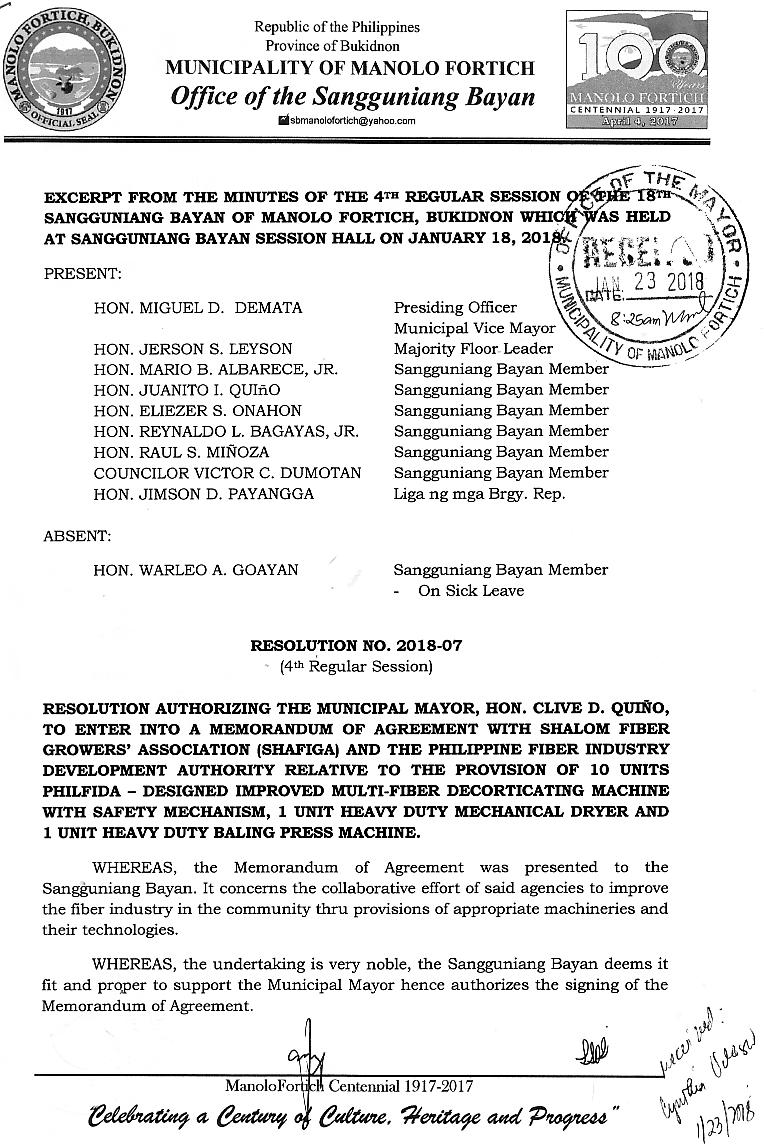 MANOLO FORTICH, BUKIDNON
1917
OFFICIAL SEAL
Republic of the Philippines
Province of Bukidnon
MUNICIPALITY OF MANOLO FORTICH
Office of the Sangguniang Bayan
sbmanolofortich@yahoo.com
100
Years
MANOLO FORTICH
CENTENNIAL 1917-2017
April 4, 2017
EXCERPT FROM THE MINUTES OF THE 4TH REGULAR SESSION OF THE 18TH
SANGGUNIANG BAYAN OF MANOLO FORTICH, BUKIDNON WHICH WAS HELD
AT SANGGUNIANG BAYAN SESSION HALL ON JANUARY 18, 2018.
OFFICE OF THE MAYOR
RECEIVED
JAN. 23 2018
DATE:
8:25am
MUNICIPALITY OF MANOLO FORTICH
PRESENT:
HON. MIGUEL D. DEMATA Presiding Officer
Municipal Vice Mayor
HON. JERSON S. LEYSON Majority Floor Leader
HON. MARIO B. ALBARECE, JR. Sangguniang Bayan Member
HON. JUANITO I. QUIñO Sangguniang Bayan Member
HON. ELIEZER S. ONAHON Sangguniang Bayan Member
HON. REYNALDO L. BAGAYAS, JR. Sangguniang Bayan Member
HON. RAUL S. MIÑOZA Sangguniang Bayan Member
COUNCILOR VICTOR C. DUMOTAN Sangguniang Bayan Member
HON. JIMSON D. PAYANGGA Liga ng mga Brgy. Rep.
ABSENT:
HON. WARLEO A. GOAYAN Sangguniang Bayan Member
- On Sick Leave
RESOLUTION NO. 2018-07
(4th Regular Session)
RESOLUTION AUTHORIZING THE MUNICIPAL MAYOR, HON. CLIVE D. QUIÑO,
TO ENTER INTO A MEMORANDUM OF AGREEMENT WITH SHALOM FIBER
GROWERS' ASSOCIATION (SHAFIGA) AND THE PHILIPPINE FIBER INDUSTRY
DEVELOPMENT AUTHORITY RELATIVE TO THE PROVISION OF 10 UNITS
PHILFIDA – DESIGNED IMPROVED MULTI-FIBER DECORTICATING MACHINE
WITH SAFETY MECHANISM, 1 UNIT HEAVY DUTY MECHANICAL DRYER AND
1 UNIT HEAVY DUTY BALING PRESS MACHINE.
WHEREAS, the Memorandum of Agreement was presented to the
Sangguniang Bayan. It concerns the collaborative effort of said agencies to improve
the fiber industry in the community thru provisions of appropriate machineries and
their technologies.
WHEREAS, the undertaking is very noble, the Sangguniang Bayan deems it
fit and proper to support the Municipal Mayor hence authorizes the signing of the
Memorandum of Agreement.
received:
Cynthia
1/23/2018
ManoloFortich Centennial 1917-2017
"Celebrating a Century of Culture, Heritage and Progress"